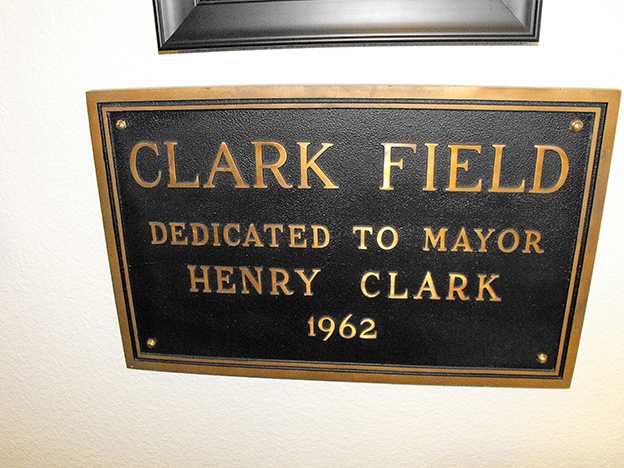 CLARK FIELD
DEDICATED TO MAYOR
HENRY CLARK
1962